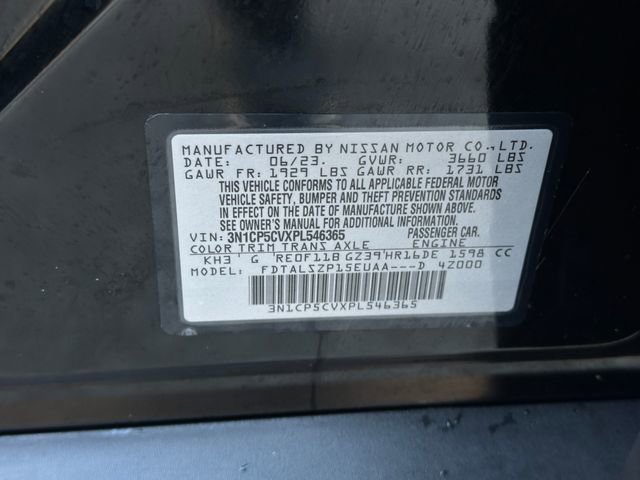 MANUFACTURED BY NISSAN MOTOR CO.,LTD.
DATE: 06/23. GVWR: 3660 LBS
GAWR FR: 1929 LBS GAWR RR: 1731 LBS
THIS VEHICLE CONFORMS TO ALL APPLICABLE FEDERAL MOTOR
VEHICLE SAFETY, BUMPER AND THEFT PREVENTION STANDARDS
IN EFFECT ON THE DATE OF MANUFACTURE SHOWN ABOVE.
SEE OWNER'S MANUAL FOR ADDITIONAL INFORMATION.
VIN: 3N1CP5CVXPL546365 PASSENGER CAR.
COLOR TRIM TRANS AXLE ENGINE
KH3 G RE0F11B GZ39 HR16DE 1598 CC
MODEL: FDTALSZP15EUAA---D 4Z000
3N1CP5CVXPL546365